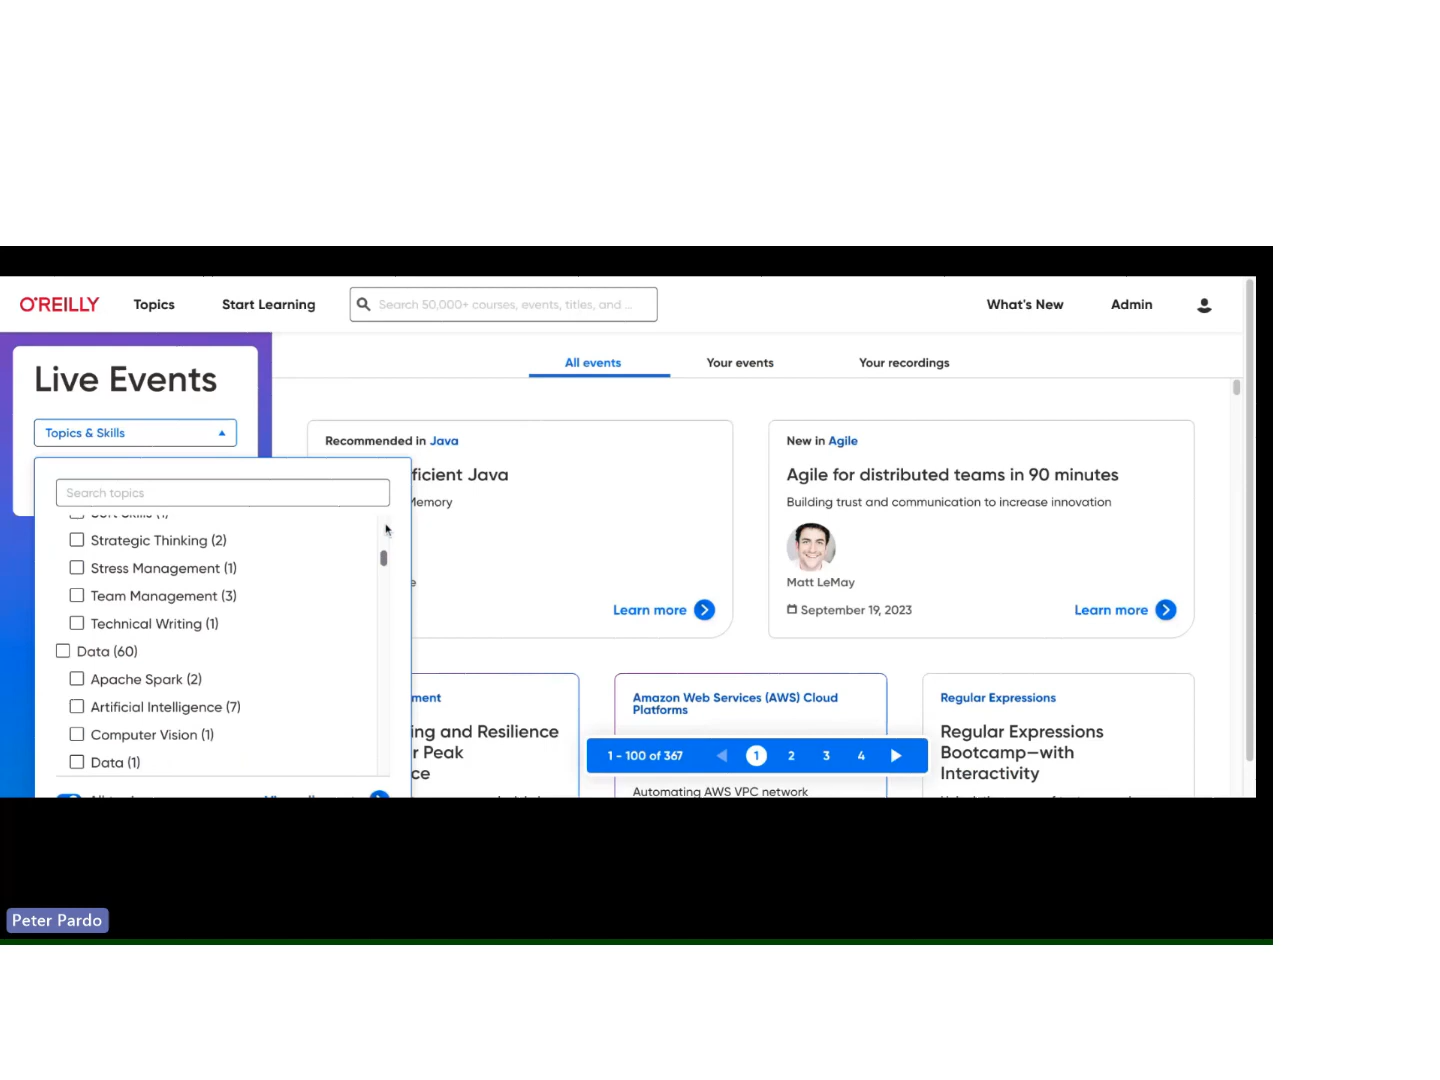 O'REILLY
Topics
Start Learning
Search 50,000+ courses, events, titles, and ...
What's New
Admin
Live Events
All events
Your events
Your recordings
Topics & Skills
Search topics
Soft Skills (1)
Strategic Thinking (2)
Stress Management (1)
Team Management (3)
Technical Writing (1)
Data (60)
Apache Spark (2)
Artificial Intelligence (7)
Computer Vision (1)
Data (1)
Recommended in Java
ficient Java
Memory
e
Learn more
New in Agile
Agile for distributed teams in 90 minutes
Building trust and communication to increase innovation
Matt LeMay
September 19, 2023
Learn more
ment
ing and Resilience
r Peak
ce
Amazon Web Services (AWS) Cloud
Platforms
Automating AWS VPC network
Regular Expressions
Regular Expressions
Bootcamp—with
Interactivity
1 - 100 of 367
1
2
3
4
Peter Pardo